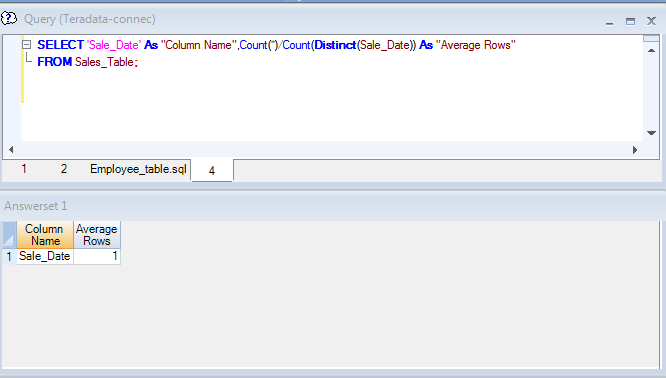 Query (Teradata-connec)
SELECT 'Sale_Date' As "Column Name",Count(*)/Count(Distinct(Sale_Date)) As "Average Rows"
FROM Sales_Table;
1 2 Employee_table.sql 4
Answerset 1
Column Name Average Rows
1 Sale_Date 1